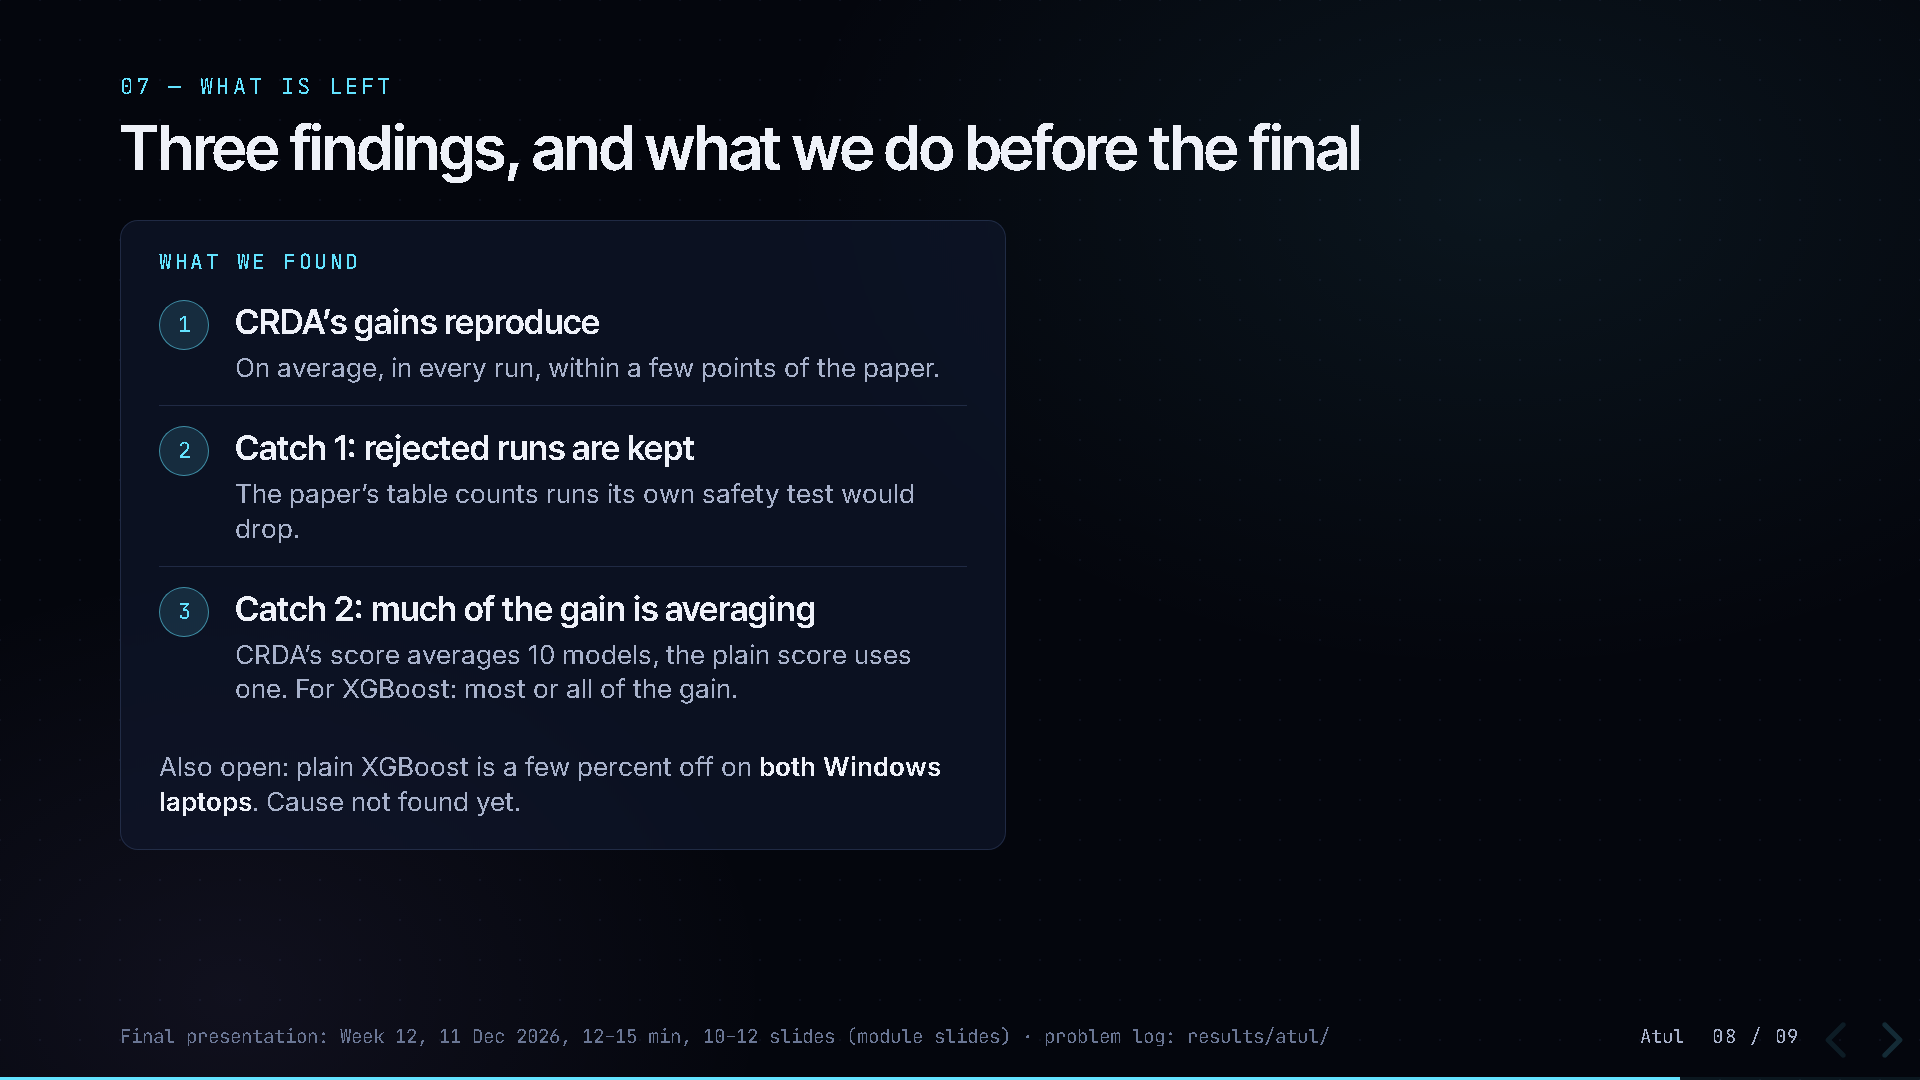 07 — WHAT IS LEFT
Three findings, and what we do before the final
WHAT WE FOUND
1
CRDA’s gains reproduce
On average, in every run, within a few points of the paper.
2
Catch 1: rejected runs are kept
The paper’s table counts runs its own safety test would
drop.
3
Catch 2: much of the gain is averaging
CRDA’s score averages 10 models, the plain score uses
one. For XGBoost: most or all of the gain.
Also open: plain XGBoost is a few percent off on both Windows
laptops. Cause not found yet.
Final presentation: Week 12, 11 Dec 2026, 12–15 min, 10–12 slides (module slides) · problem log: results/atul/
Atul 08 / 09